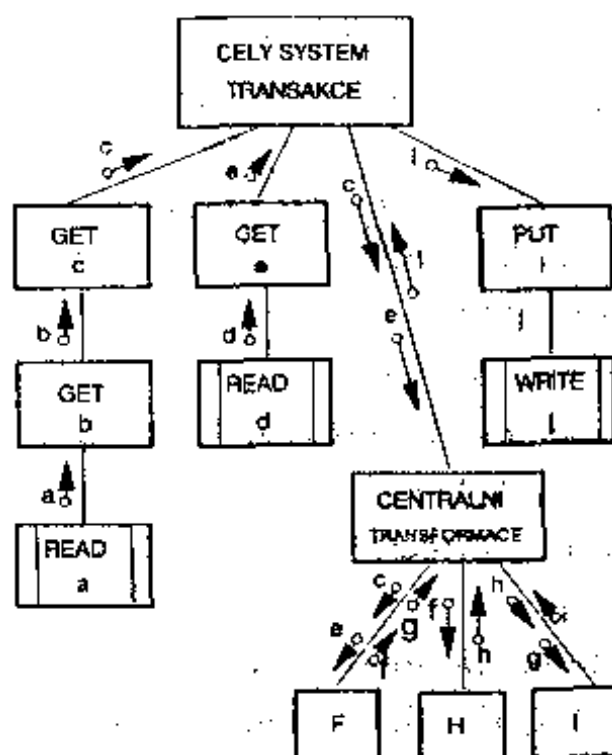 CELY SYSTEM
TRANSAKCE
c
e
c
GET
c
GET
e
PUT
b
d
e
GET
b
READ
d
WRITE
a
READ
a
CENTRALNI
TRANSFORMACE
c
g
f
h
e
h
g
F
H
I